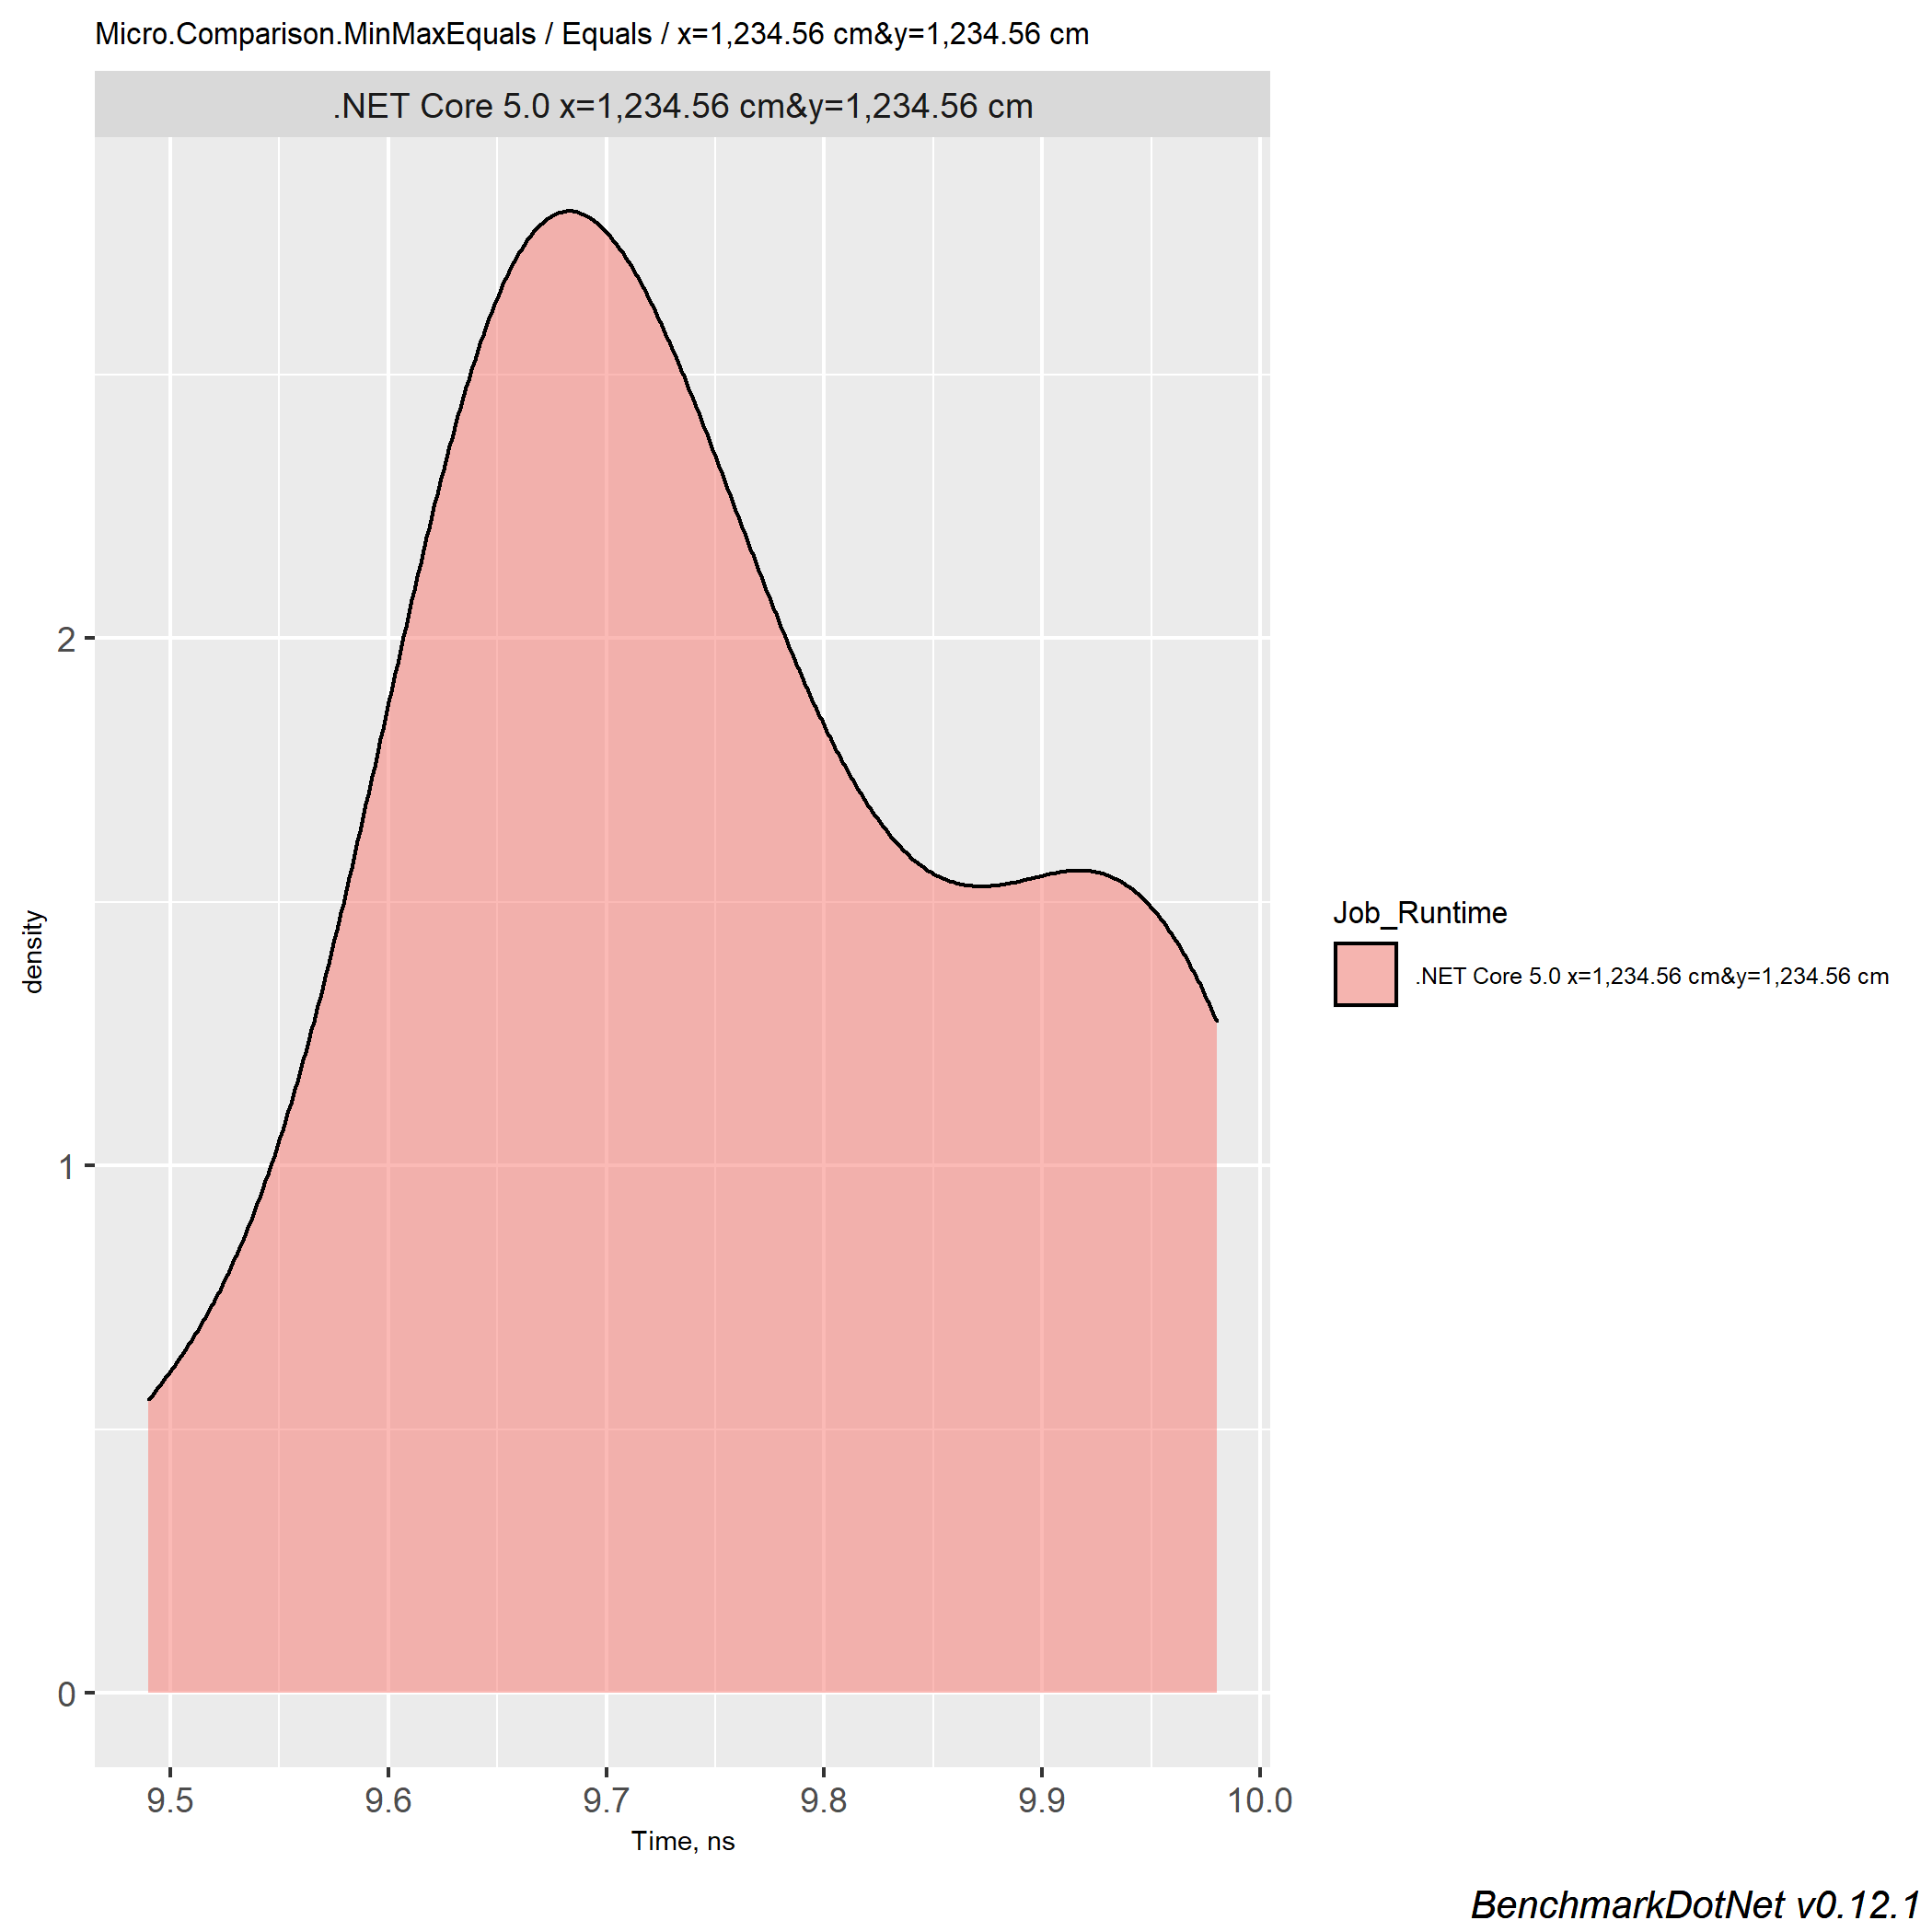 Micro.Comparison.MinMaxEquals / Equals / x=1,234.56 cm&y=1,234.56 cm
.NET Core 5.0 x=1,234.56 cm&y=1,234.56 cm
2
1
0
density
9.5 9.6 9.7 9.8 9.9 10.0
Time, ns
Job_Runtime
.NET Core 5.0 x=1,234.56 cm&y=1,234.56 cm
BenchmarkDotNet v0.12.1